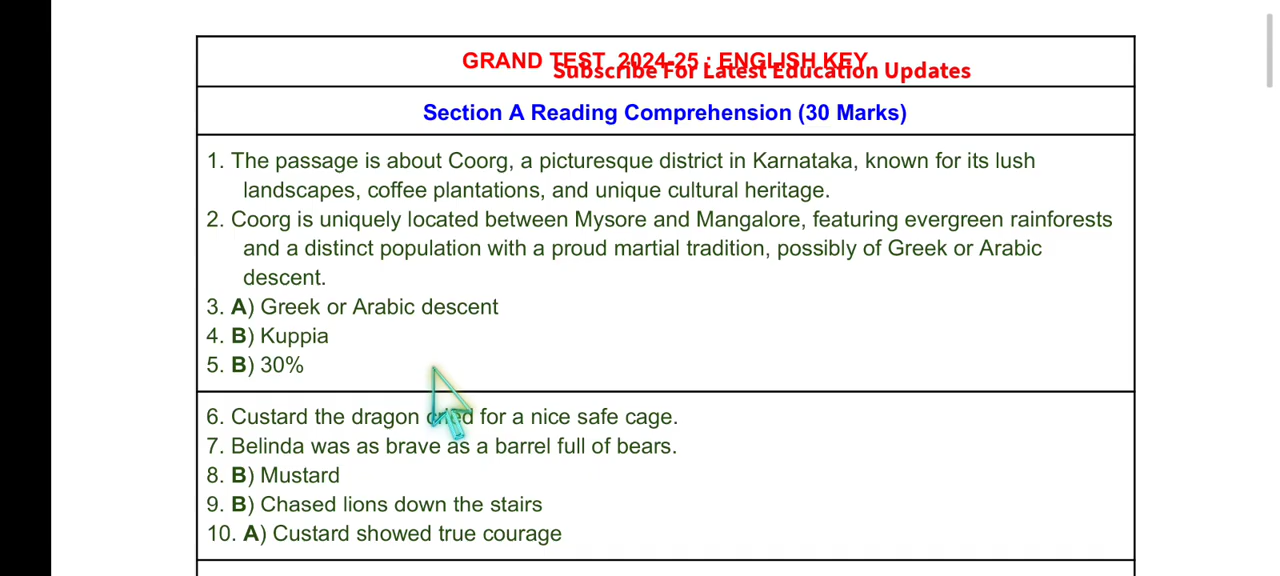 GRAND TEST 2024-25 : ENGLISH KEY
Subscribe For Latest Education Updates
Section A Reading Comprehension (30 Marks)
1. The passage is about Coorg, a picturesque district in Karnataka, known for its lush
landscapes, coffee plantations, and unique cultural heritage.
2. Coorg is uniquely located between Mysore and Mangalore, featuring evergreen rainforests
and a distinct population with a proud martial tradition, possibly of Greek or Arabic
descent.
3. A) Greek or Arabic descent
4. B) Kuppia
5. B) 30%
6. Custard the dragon cried for a nice safe cage.
7. Belinda was as brave as a barrel full of bears.
8. B) Mustard
9. B) Chased lions down the stairs
10. A) Custard showed true courage